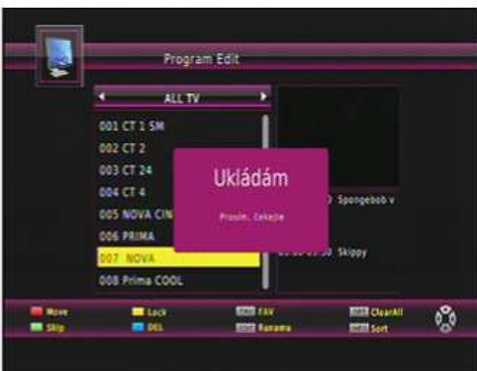 Program Edit
ALL TV
001 CT 1 SM
002 CT 2
003 CT 24
004 CT 4
005 NOVA CIN
006 PRIMA
007 NOVA
008 Prima COOL
Ukládám
Prosím, čekejte
Spongebob v
Skippy
Move
Lock
FAV
ClearAll
Skip
DEL
Rename
Sort